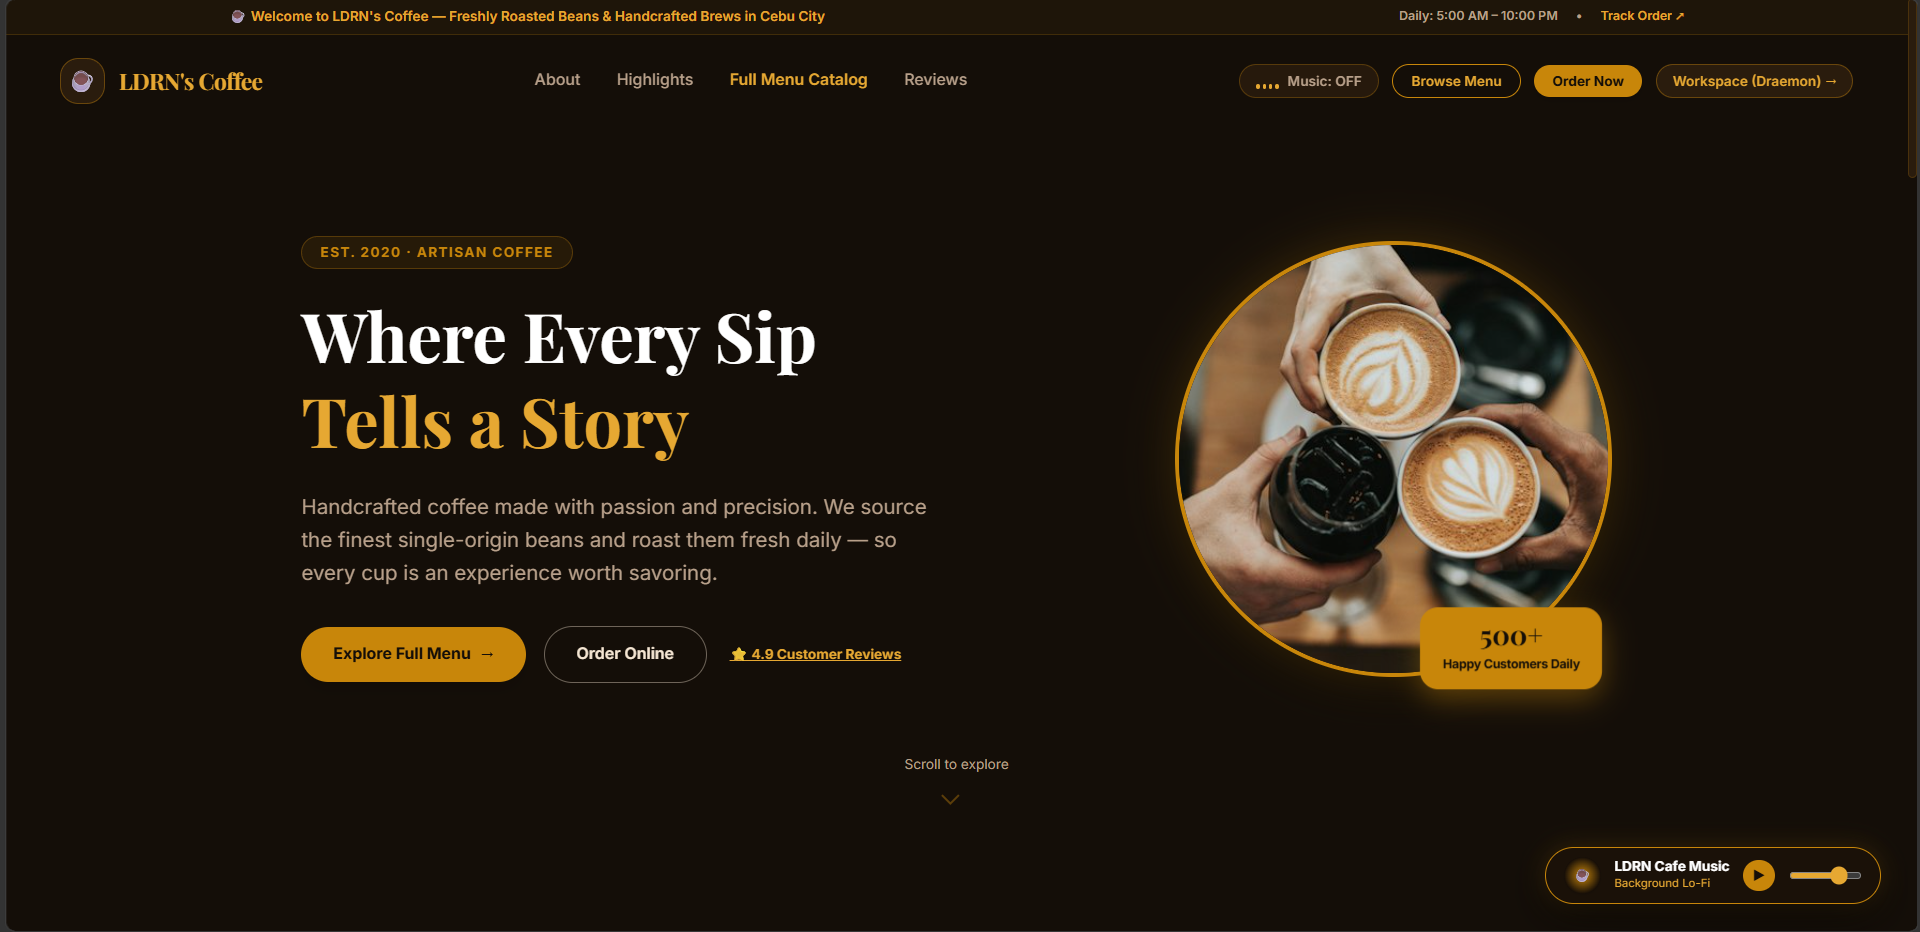 Welcome to LDRN's Coffee — Freshly Roasted Beans & Handcrafted Brews in Cebu City
Daily: 5:00 AM – 10:00 PM • Track Order ↗
LDRN's Coffee
About
Highlights
Full Menu Catalog
Reviews
Music: OFF
Browse Menu
Order Now
Workspace (Draemon) →
EST. 2020 · ARTISAN COFFEE
Where Every Sip
Tells a Story
Handcrafted coffee made with passion and precision. We source
the finest single-origin beans and roast them fresh daily — so
every cup is an experience worth savoring.
Explore Full Menu →
Order Online
4.9 Customer Reviews
500+
Happy Customers Daily
Scroll to explore
LDRN Cafe Music
Background Lo-Fi